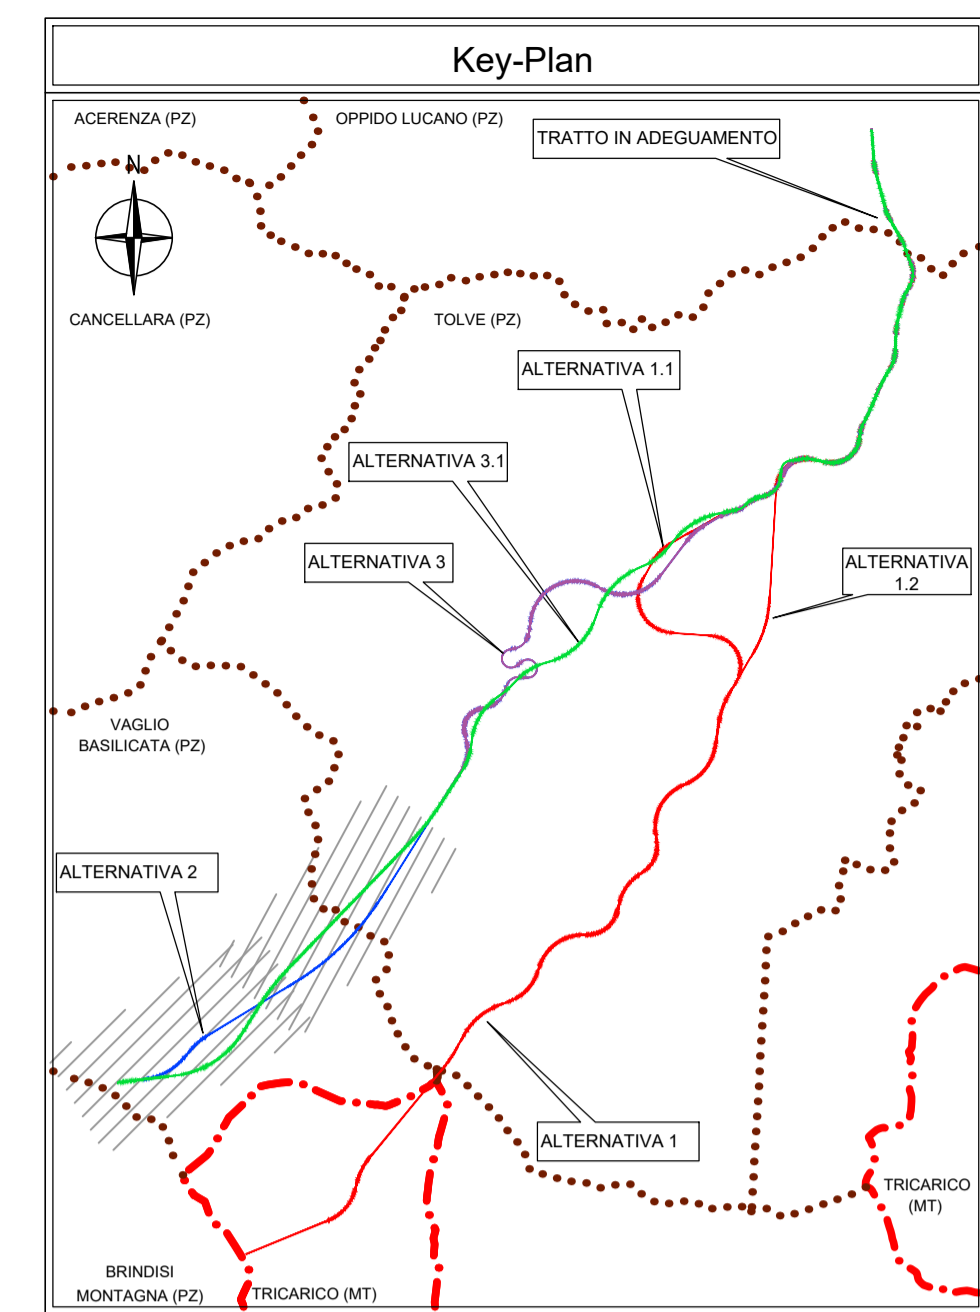 Key-Plan
ACERENZA (PZ)
OPPIDO LUCANO (PZ)
TRATTO IN ADEGUAMENTO
N
CANCELLARA (PZ)
TOLVE (PZ)
ALTERNATIVA 1.1
ALTERNATIVA 3.1
ALTERNATIVA 3
ALTERNATIVA
1.2
VAGLIO
BASILICATA (PZ)
ALTERNATIVA 2
ALTERNATIVA 1
TRICARICO
(MT)
BRINDISI
MONTAGNA (PZ)
TRICARICO (MT)